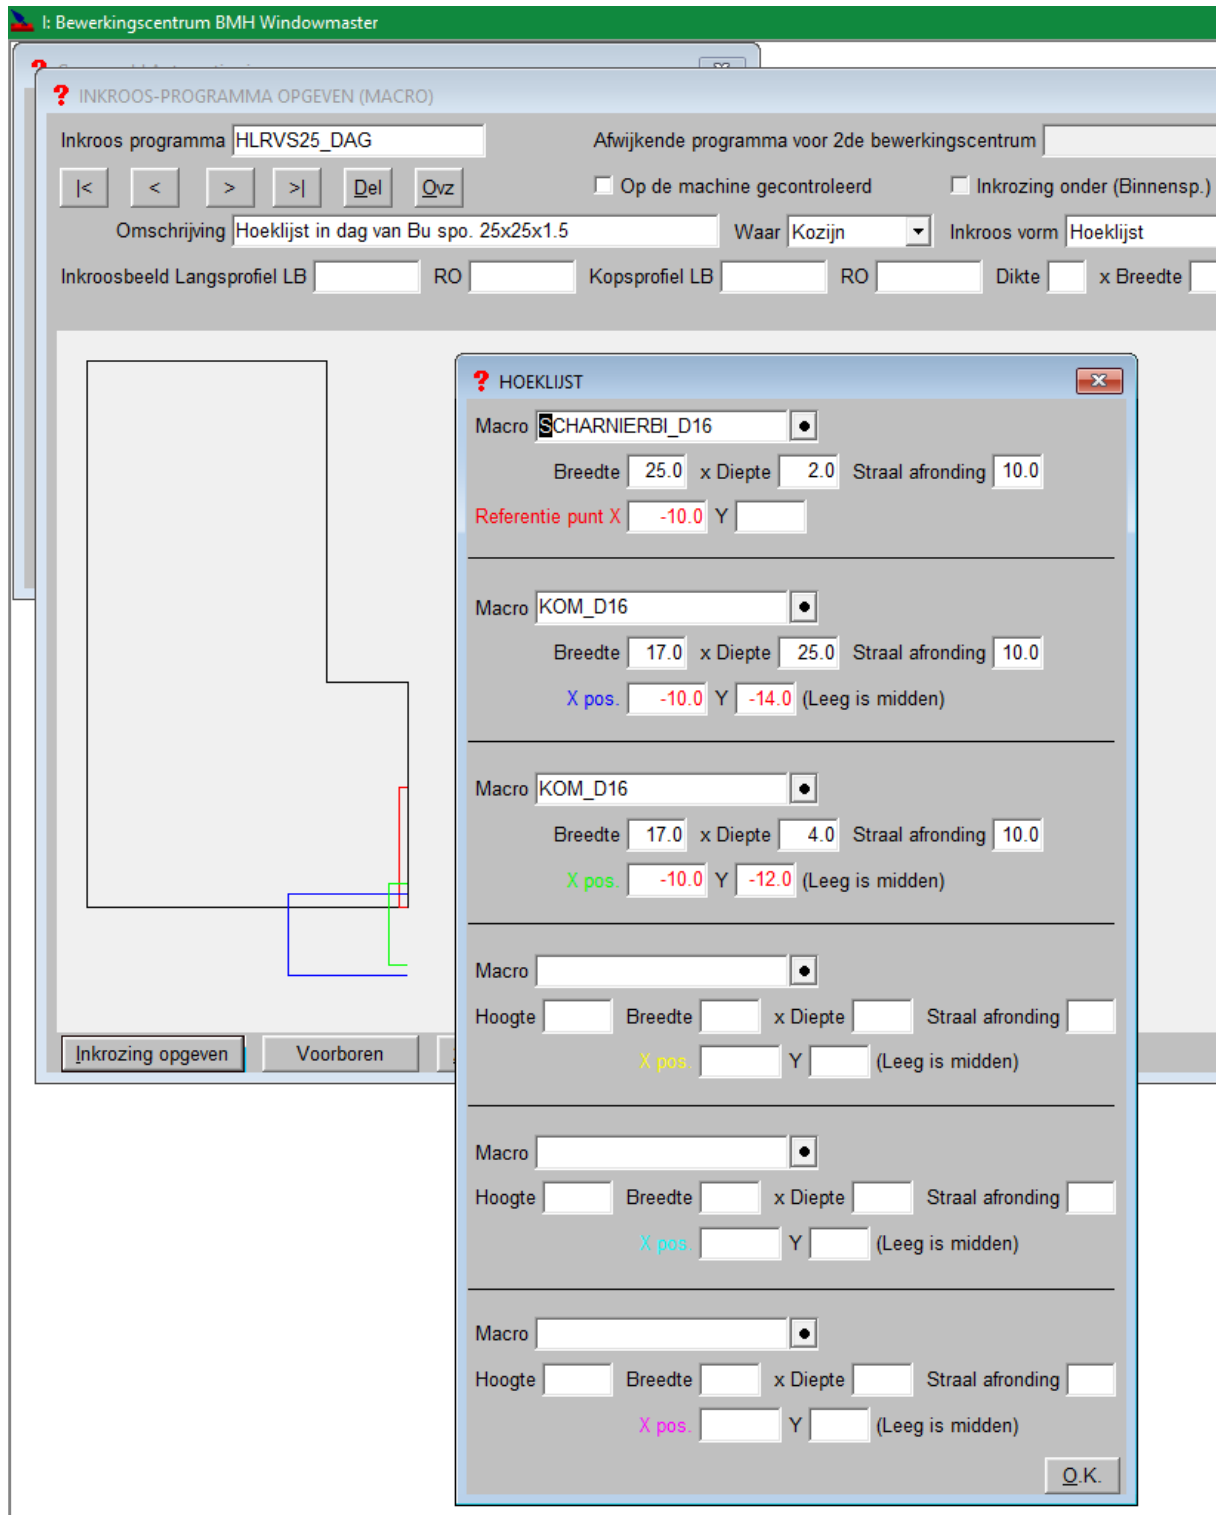 I: Bewerkingscentrum BMH Windowmaster
? INKROOS-PROGRAMMA OPGEVEN (MACRO)
Inkroos programma HLRVS25_DAG Afwijkende programma voor 2de bewerkingscentrum
|< < > >| Del Ovz Op de machine gecontroleerd Inkrozing onder (Binnensp.)
Omschrijving Hoeklijst in dag van Bu spo. 25x25x1.5 Waar Kozijn Inkroos vorm Hoeklijst
Inkroosbeeld Langsprofiel LB RO Kopsprofiel LB RO Dikte x Breedte
? HOEKLIJST
Macro SCHARNIERBI_D16
Breedte 25.0 x Diepte 2.0 Straal afronding 10.0
Referentie punt X -10.0 Y
Macro KOM_D16
Breedte 17.0 x Diepte 25.0 Straal afronding 10.0
X pos. -10.0 Y -14.0 (Leeg is midden)
Macro KOM_D16
Breedte 17.0 x Diepte 4.0 Straal afronding 10.0
X pos. -10.0 Y -12.0 (Leeg is midden)
Macro
Hoogte Breedte x Diepte Straal afronding
X pos. Y (Leeg is midden)
Macro
Hoogte Breedte x Diepte Straal afronding
X pos. Y (Leeg is midden)
Macro
Hoogte Breedte x Diepte Straal afronding
X pos. Y (Leeg is midden)
O.K.
Inkrozing opgeven Voorboren